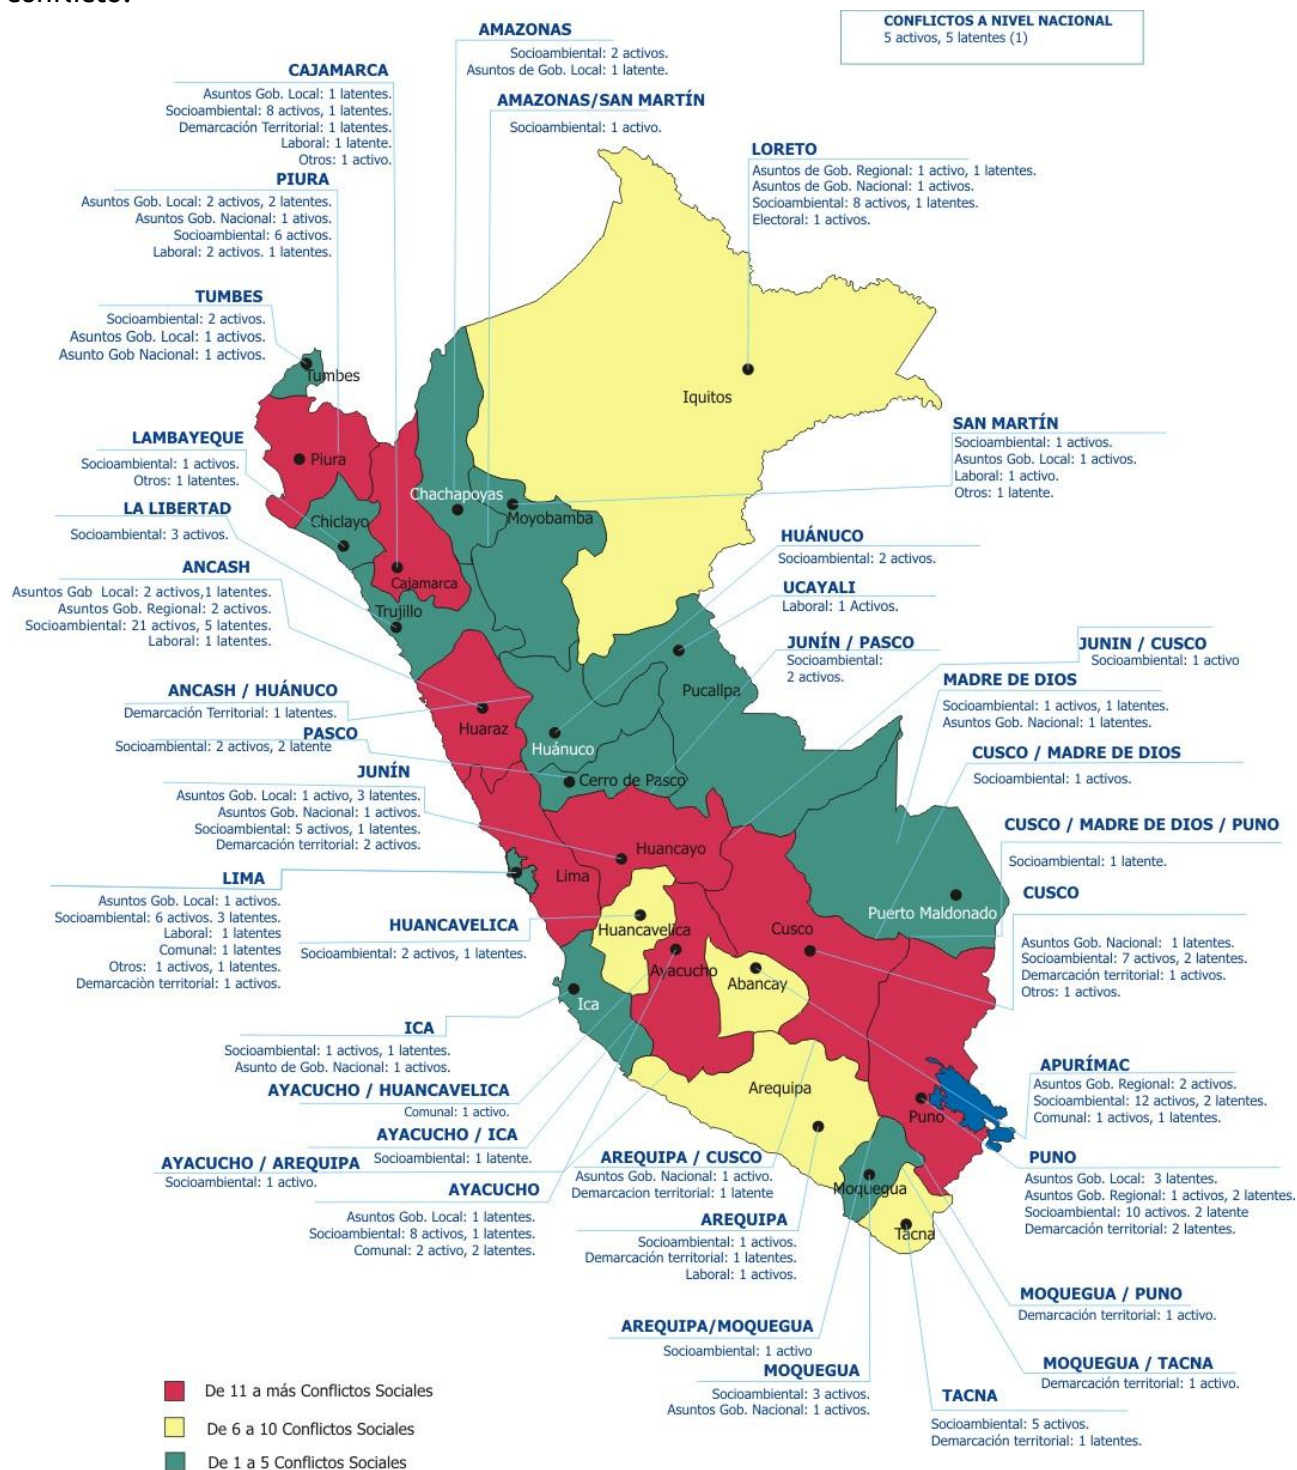 conflicto.
CONFLICTOS A NIVEL NACIONAL
5 activos, 5 latentes (1)
AMAZONAS
Socioambiental: 2 activos.
Asuntos de Gob. Local: 1 latente.
CAJAMARCA
Asuntos Gob. Local: 1 latentes.
Socioambiental: 8 activos, 1 latentes.
Demarcación Territorial: 1 latentes.
Laboral: 1 latente.
Otros: 1 activo.
AMAZONAS/SAN MARTÍN
Socioambiental: 1 activo.
LORETO
Asuntos de Gob. Regional: 1 activo, 1 latentes.
Asuntos de Gob. Nacional: 1 activos.
Socioambiental: 8 activos, 1 latentes.
Electoral: 1 activos.
PIURA
Asuntos Gob. Local: 2 activos, 2 latentes.
Asuntos Gob. Nacional: 1 ativos.
Socioambiental: 6 activos.
Laboral: 2 activos. 1 latentes.
TUMBES
Socioambiental: 2 activos.
Asuntos Gob. Local: 1 activos.
Asunto Gob Nacional: 1 activos.
Tumbes
Iquitos
SAN MARTÍN
Socioambiental: 1 activos.
Asuntos Gob. Local: 1 activos.
Laboral: 1 activo.
Otros: 1 latente.
LAMBAYEQUE
Socioambiental: 1 activos.
Otros: 1 latentes.
Piura
Chachapoyas
Moyobamba
Chiclayo
LA LIBERTAD
Socioambiental: 3 activos.
HUÁNUCO
Socioambiental: 2 activos.
ANCASH
Asuntos Gob Local: 2 activos,1 latentes.
Asuntos Gob. Regional: 2 activos.
Socioambiental: 21 activos, 5 latentes.
Laboral: 1 latentes.
Cajamarca
Trujillo
UCAYALI
Laboral: 1 Activos.
JUNÍN / PASCO
Socioambiental:
2 activos.
JUNIN / CUSCO
Socioambiental: 1 activo
MADRE DE DIOS
Socioambiental: 1 activos, 1 latentes.
Asuntos Gob. Nacional: 1 latentes.
ANCASH / HUÁNUCO
Demarcación Territorial: 1 latentes.
Pucallpa
Huaraz
Huánuco
PASCO
Socioambiental: 2 activos, 2 latente
CUSCO / MADRE DE DIOS
Socioambiental: 1 activos.
Cerro de Pasco
JUNÍN
Asuntos Gob. Local: 1 activo, 3 latentes.
Asuntos Gob. Nacional: 1 activos.
Socioambiental: 5 activos, 1 latentes.
Demarcación territorial: 2 activos.
CUSCO / MADRE DE DIOS / PUNO
Socioambiental: 1 latente.
Huancayo
Lima
LIMA
Asuntos Gob. Local: 1 activos.
Socioambiental: 6 activos. 3 latentes.
Laboral: 1 latentes
Comunal: 1 latentes
Otros: 1 activos, 1 latentes.
Demarcaciòn territorial: 1 activos.
HUANCAVELICA
Socioambiental: 2 activos, 1 latentes.
CUSCO
Asuntos Gob. Nacional: 1 latentes.
Socioambiental: 7 activos, 2 latentes.
Demarcación territorial: 1 activos.
Otros: 1 activos.
Puerto Maldonado
Huancavelica
Cusco
Ayacucho
Abancay
Ica
ICA
Socioambiental: 1 activos, 1 latentes.
Asunto de Gob. Nacional: 1 activos.
AYACUCHO / HUANCAVELICA
Comunal: 1 activo.
AYACUCHO / ICA
Socioambiental: 1 latente.
AYACUCHO / AREQUIPA
Socioambiental: 1 activo.
AYACUCHO
Asuntos Gob. Local: 1 latentes.
Socioambiental: 8 activos, 1 latentes.
Comunal: 2 activo, 2 latentes.
Arequipa
Puno
APURÍMAC
Asuntos Gob. Regional: 2 activos.
Socioambiental: 12 activos, 2 latentes.
Comunal: 1 activos, 1 latentes.
AREQUIPA / CUSCO
Asuntos Gob. Nacional: 1 activo.
Demarcacion territorial: 1 latente
PUNO
Asuntos Gob. Local: 3 latentes.
Asuntos Gob. Regional: 1 activos, 2 latentes.
Socioambiental: 10 activos. 2 latente
Demarcación territorial: 2 latentes.
Moquegua
Tacna
AREQUIPA
Socioambiental: 1 activos.
Demarcación territorial: 1 latentes.
Laboral: 1 activos.
MOQUEGUA / PUNO
Demarcación territorial: 1 activo.
AREQUIPA/MOQUEGUA
Socioambiental: 1 activo
MOQUEGUA / TACNA
Demarcación territorial: 1 activo.
MOQUEGUA
Socioambiental: 3 activos.
Asuntos Gob. Nacional: 1 activos.
TACNA
Socioambiental: 5 activos.
Demarcación territorial: 1 latentes.
De 11 a más Conflictos Sociales
De 6 a 10 Conflictos Sociales
De 1 a 5 Conflictos Sociales